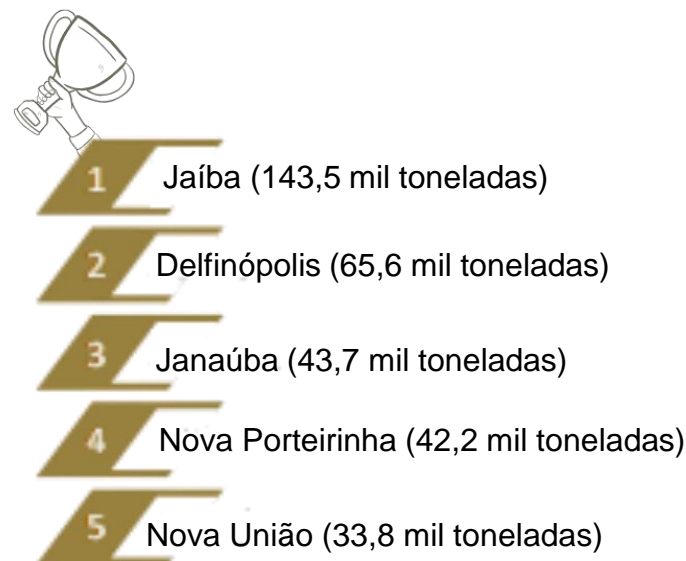 1 Jaíba (143,5 mil toneladas)
2 Delfinópolis (65,6 mil toneladas)
3 Janaúba (43,7 mil toneladas)
4 Nova Porteirinha (42,2 mil toneladas)
5 Nova União (33,8 mil toneladas)